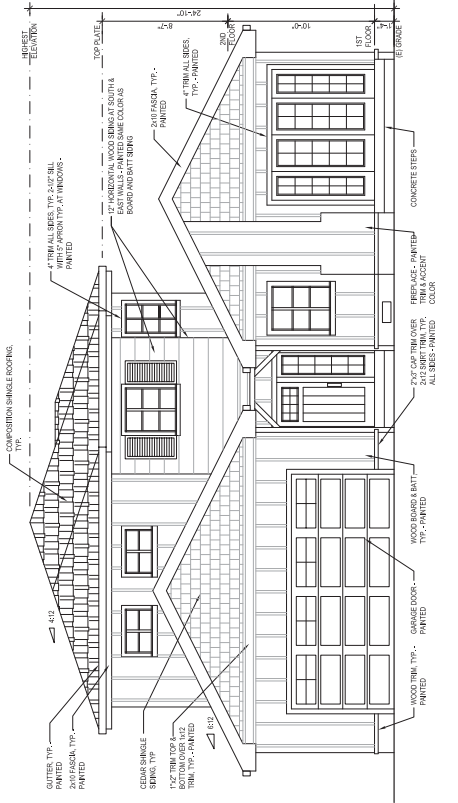 HIGHEST
ELEVATION
TOP PLATE
2ND
FLOOR
1ST
FLOOR
(E) GRADE
24'-10"
8'-7"
10'-0"
1'-4"
COMPOSITION SHINGLE ROOFING,
TYP.
4" TRIM ALL SIDES, TYP. 2-1/2" SILL
WITH 5" APRON TYP., AT WINDOWS -
PAINTED
12" HORIZONTAL WOOD SIDING AT SOUTH &
EAST WALLS - PAINTED SAME COLOR AS
BOARD AND BATT SIDING
2x10 FASCIA, TYP. -
PAINTED
4" TRIM ALL SIDES,
TYP. - PAINTED
4:12
GUTTER, TYP. -
PAINTED
2x10 FASCIA, TYP. -
PAINTED
CEDAR SHINGLE
SIDING, TYP
6:12
1"x2" TRIM TOP &
BOTTOM OVER 1x12
TRIM, TYP. - PAINTED
WOOD TRIM, TYP. -
PAINTED
GARAGE DOOR -
PAINTED
WOOD BOARD & BATT,
TYP. - PAINTED
2"x3" CAP TRIM OVER
2x12 SKIRT TRIM, TYP.
ALL SIDES - PAINTED
FIREPLACE - PAINTED
TRIM & ACCENT
COLOR
CONCRETE STEPS